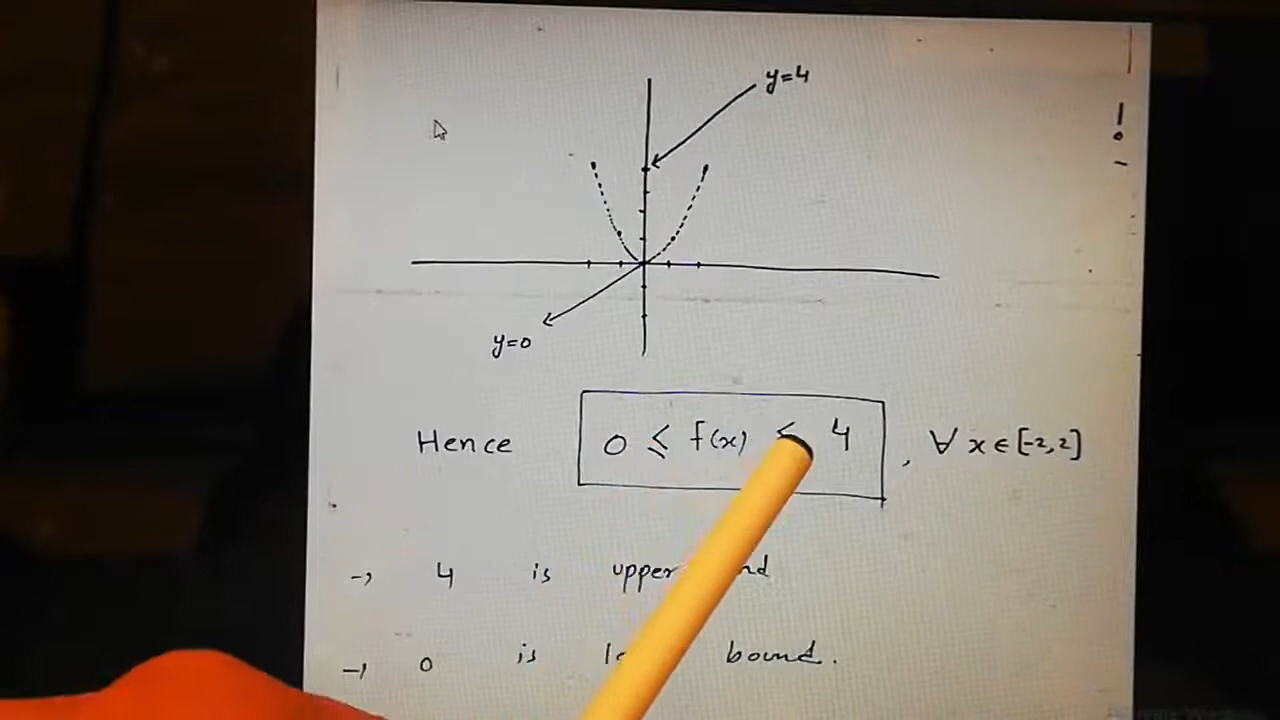 y=4
y=0
Hence 0 ≤ f(x) ≤ 4 , ∀ x ∈ [-2,2]
→ 4 is upper
→ 0 is bound.